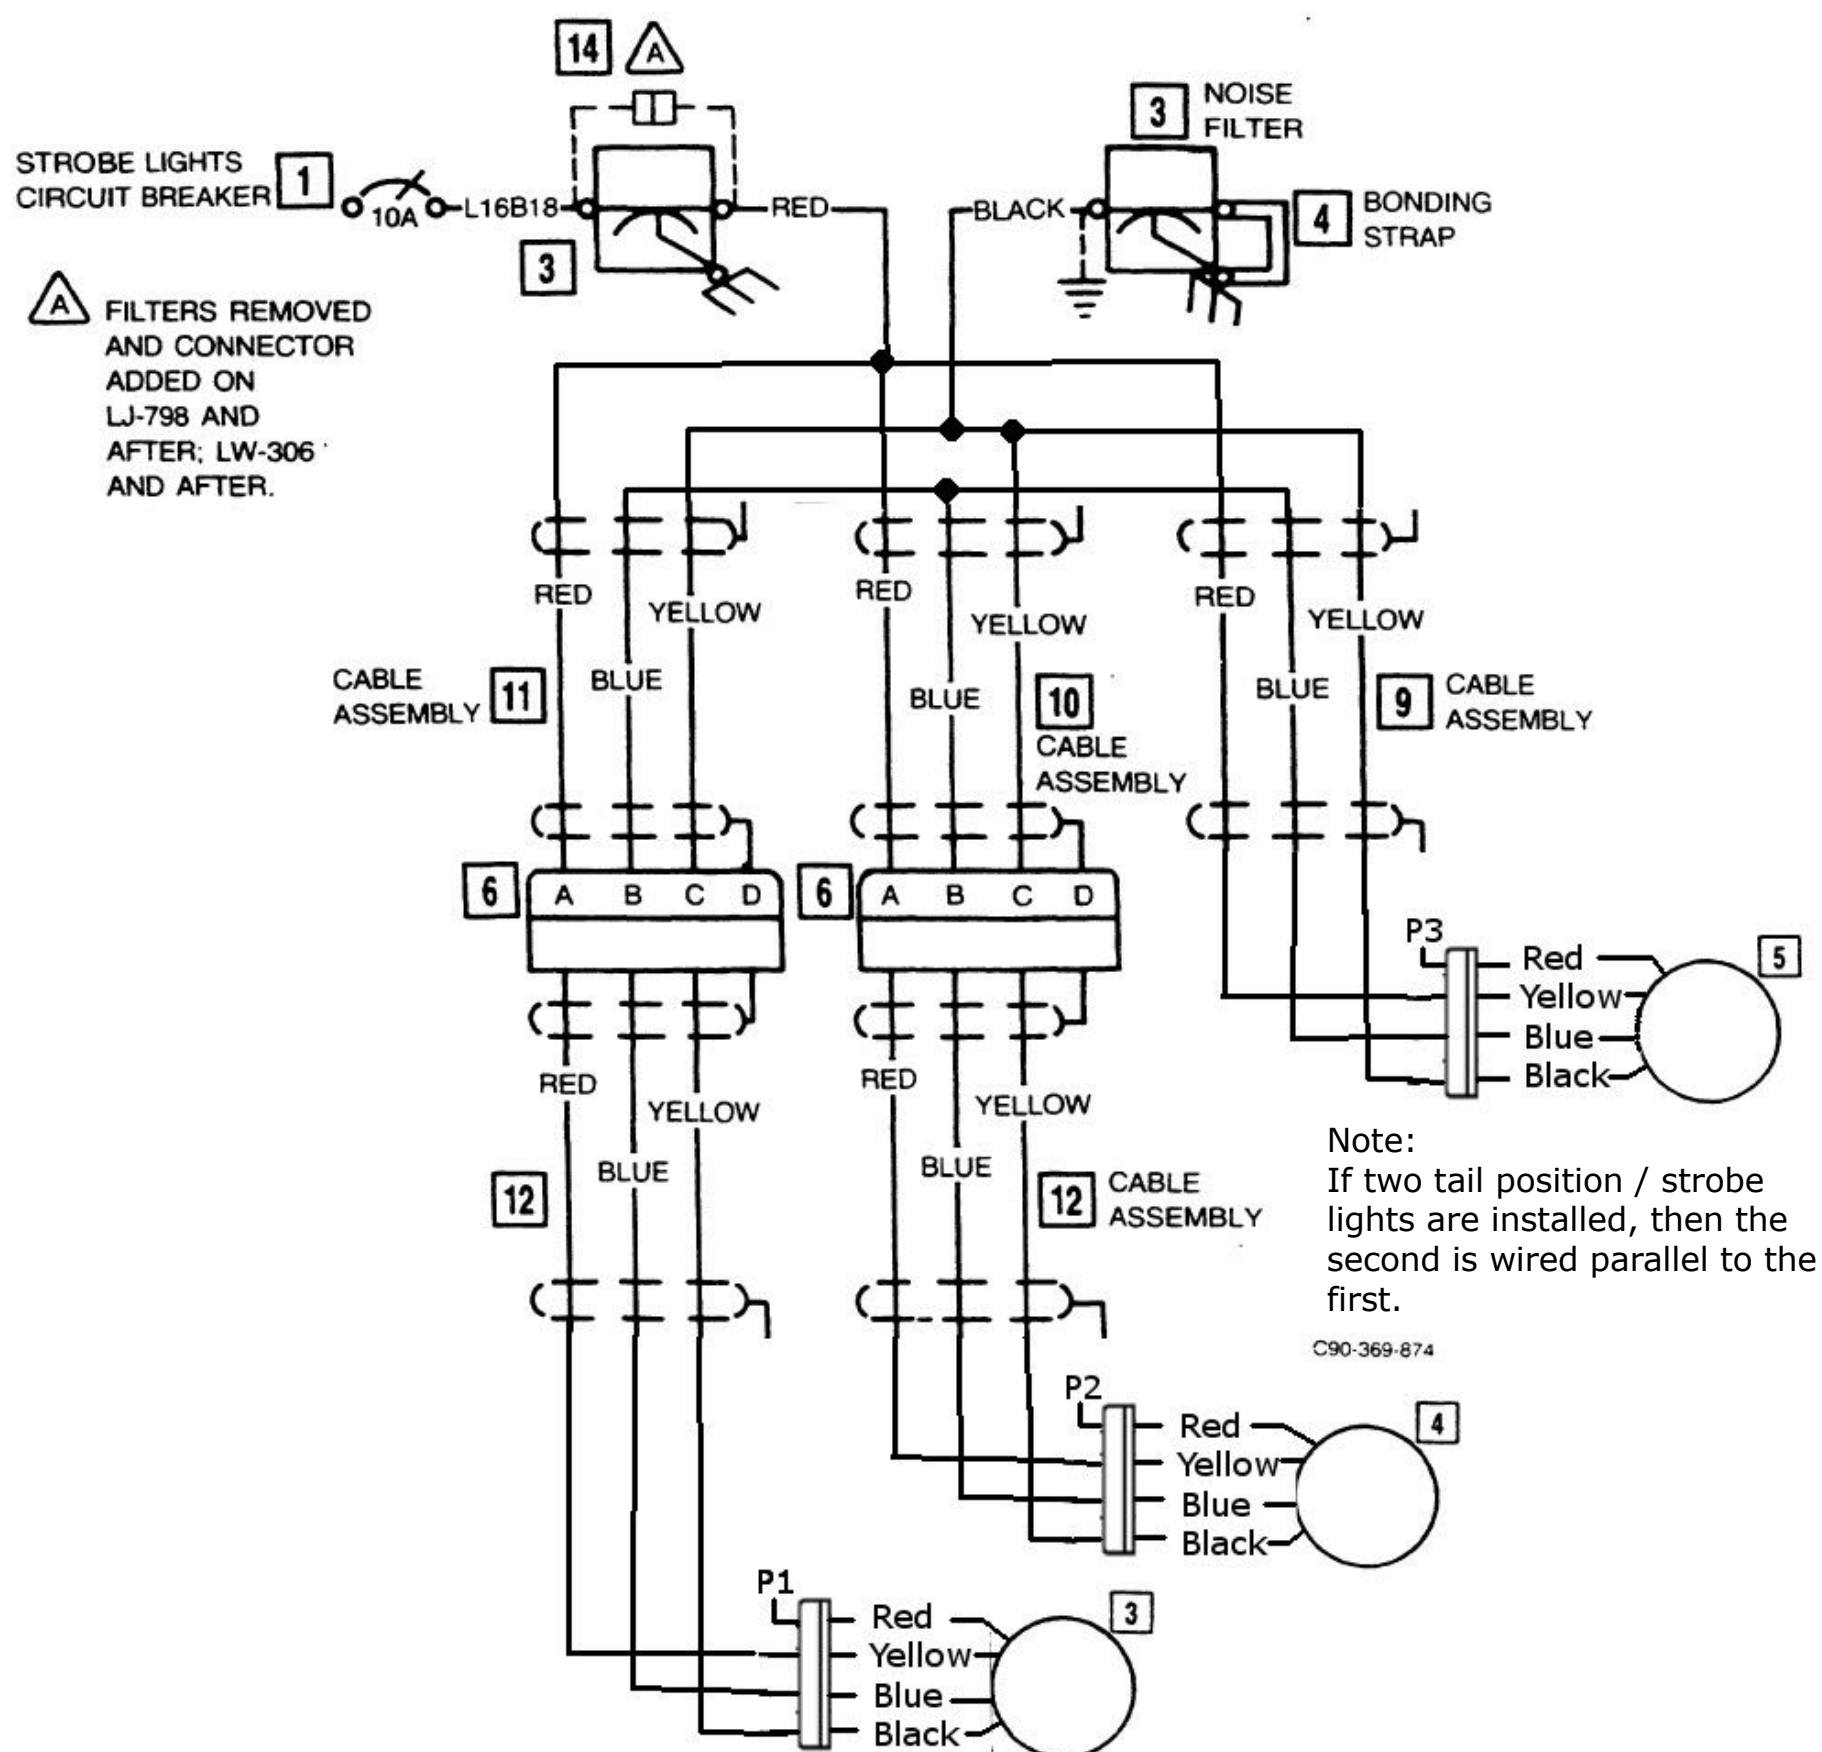 14
A
3
NOISE
FILTER
STROBE LIGHTS
CIRCUIT BREAKER
1
10A
L16B18
RED
3
BLACK
4
BONDING
STRAP
A
FILTERS REMOVED
AND CONNECTOR
ADDED ON
LJ-798 AND
AFTER; LW-306
AND AFTER.
RED
YELLOW
BLUE
RED
YELLOW
BLUE
RED
YELLOW
BLUE
CABLE
ASSEMBLY
11
10
CABLE
ASSEMBLY
9
CABLE
ASSEMBLY
6
A B C D
6
A B C D
RED
YELLOW
BLUE
12
RED
YELLOW
BLUE
12
CABLE
ASSEMBLY
P3
Red
Yellow
Blue
Black
5
Note:
If two tail position / strobe
lights are installed, then the
second is wired parallel to the
first.
C90-369-874
P2
Red
Yellow
Blue
Black
4
P1
Red
Yellow
Blue
Black
3